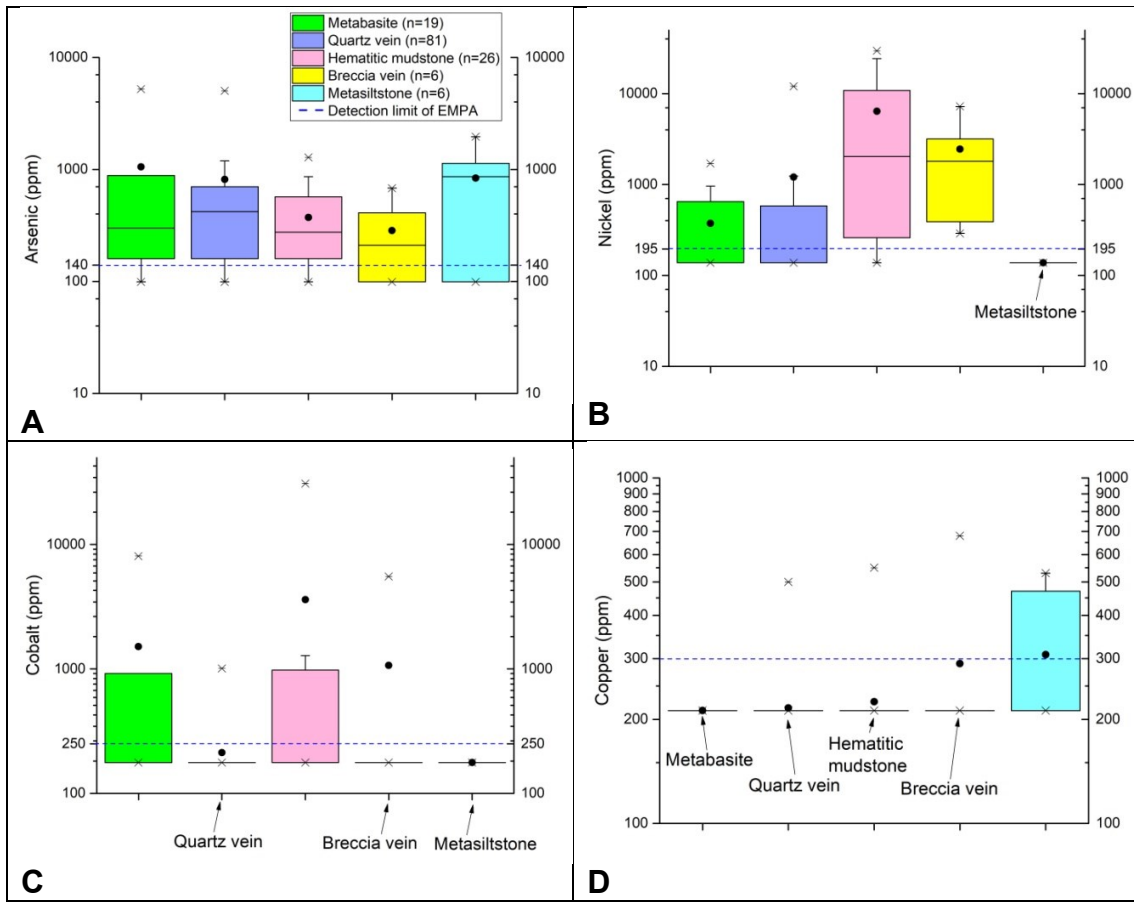 Metabasite (n=19)
Quartz vein (n=81)
Hematitic mudstone (n=26)
Breccia vein (n=6)
Metasiltstone (n=6)
Detection limit of EMPA
Arsenic (ppm)
10000
1000
140
100
10
10000
1000
140
100
10
A
Nickel (ppm)
10000
1000
195
100
10
10000
1000
195
100
10
Metasiltstone
B
Cobalt (ppm)
10000
1000
250
100
10000
1000
250
100
Quartz vein
Breccia vein
Metasiltstone
C
Copper (ppm)
1000
900
800
700
600
500
400
300
200
100
1000
900
800
700
600
500
400
300
200
100
Metabasite
Quartz vein
Hematitic
mudstone
Breccia vein
D